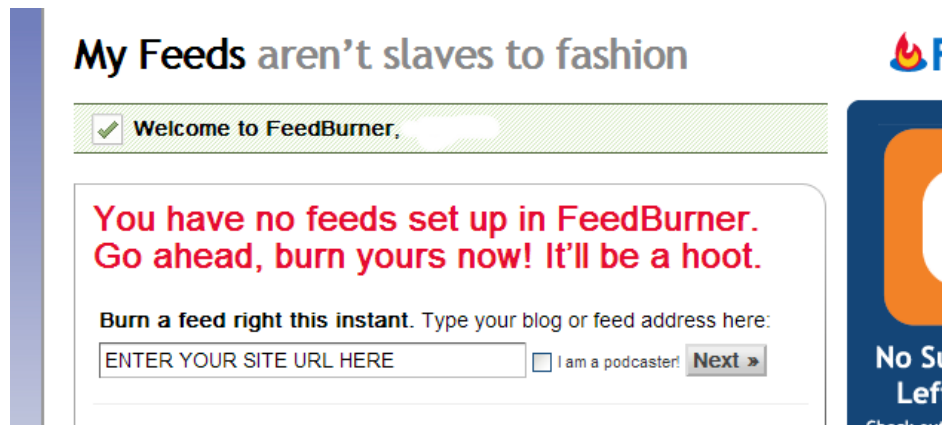 My Feeds aren't slaves to fashion
Welcome to FeedBurner,
You have no feeds set up in FeedBurner.
Go ahead, burn yours now! It'll be a hoot.
Burn a feed right this instant. Type your blog or feed address here:
ENTER YOUR SITE URL HERE
I am a podcaster!
Next »
No